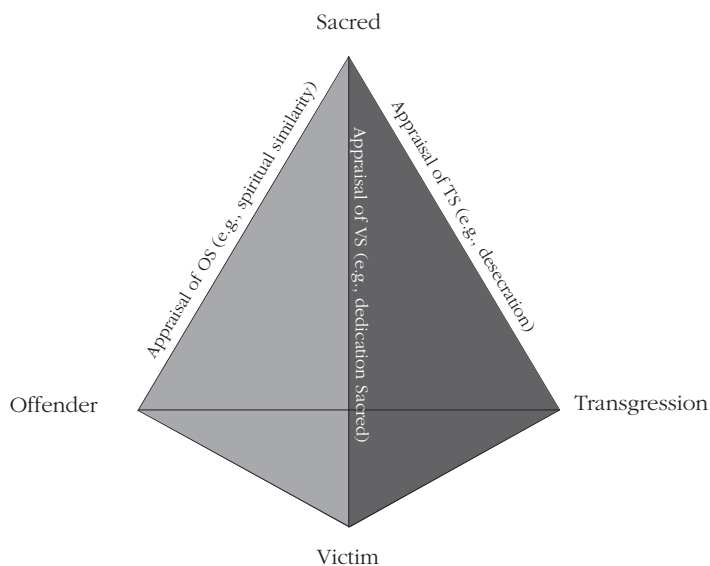 Sacred
Appraisal of OS (e.g., spiritual similarity)
Appraisal of VS (e.g., dedication Sacred)
Appraisal of TS (e.g., desecration)
Offender
Transgression
Victim